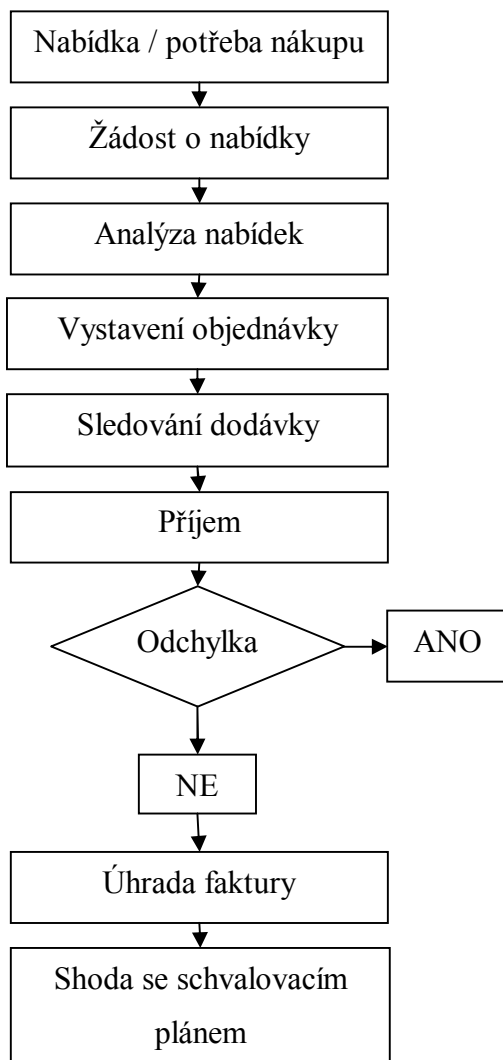 Nabídka / potřeba nákupu
Žádost o nabídky
Analýza nabídek
Vystavení objednávky
Sledování dodávky
Příjem
Odchylka
ANO
NE
Úhrada faktury
Shoda se schvalovacím
plánem